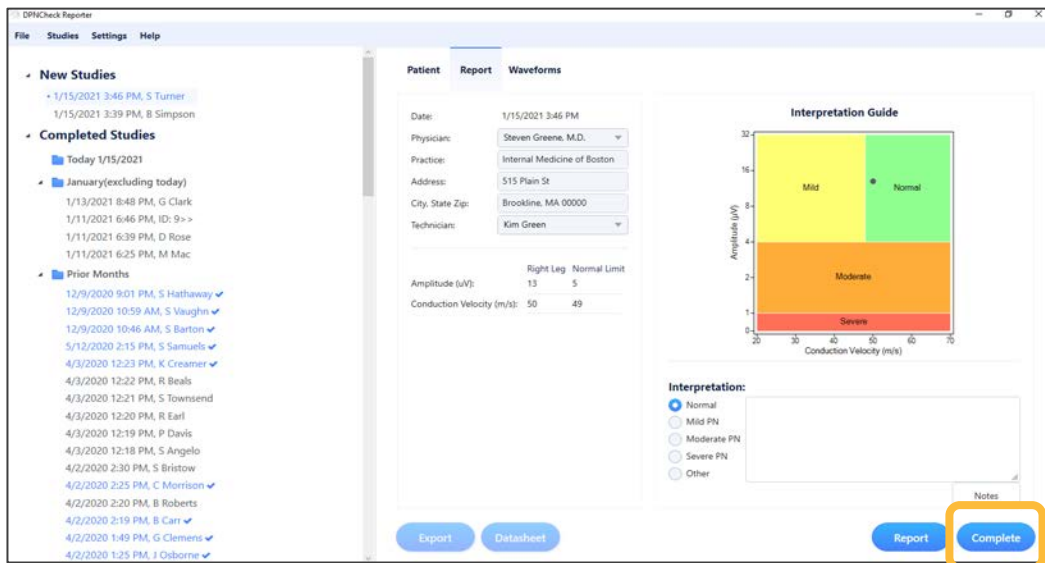 DPNCheck Reporter
File Studies Settings Help
New Studies
• 1/15/2021 3:46 PM, S Turner
1/15/2021 3:39 PM, B Simpson
Completed Studies
Today 1/15/2021
January(excluding today)
1/13/2021 8:48 PM, G Clark
1/11/2021 6:46 PM, ID: 9>>
1/11/2021 6:39 PM, D Rose
1/11/2021 6:25 PM, M Mac
Prior Months
12/9/2020 9:01 PM, S Hathaway ✔
12/9/2020 10:59 AM, S Vaughn ✔
12/9/2020 10:46 AM, S Barton ✔
5/12/2020 2:15 PM, S Samuels ✔
4/3/2020 12:23 PM, K Creamer ✔
4/3/2020 12:22 PM, R Beals
4/3/2020 12:21 PM, S Townsend
4/3/2020 12:20 PM, R Earl
4/3/2020 12:19 PM, P Davis
4/3/2020 12:18 PM, S Angelo
4/2/2020 2:30 PM, S Bristow
4/2/2020 2:25 PM, C Morrison ✔
4/2/2020 2:20 PM, B Roberts
4/2/2020 2:19 PM, B Carr ✔
4/2/2020 1:49 PM, G Clemens ✔
4/2/2020 1:25 PM, J Osborne ✔
Patient Report Waveforms
Date: 1/15/2021 3:46 PM
Physician: Steven Greene, M.D.
Practice: Internal Medicine of Boston
Address: 515 Plain St
City, State Zip: Brookline, MA 00000
Technician: Kim Green
Right Leg Normal Limit
Amplitude (uV): 13 5
Conduction Velocity (m/s): 50 49
Export Datasheet
Interpretation Guide
32
16
8
4
2
1
0
Amplitude (µV)
Mild Normal
Moderate
Severe
20 30 40 50 60 70
Conduction Velocity (m/s)
Interpretation:
Normal
Mild PN
Moderate PN
Severe PN
Other
Notes
Report Complete